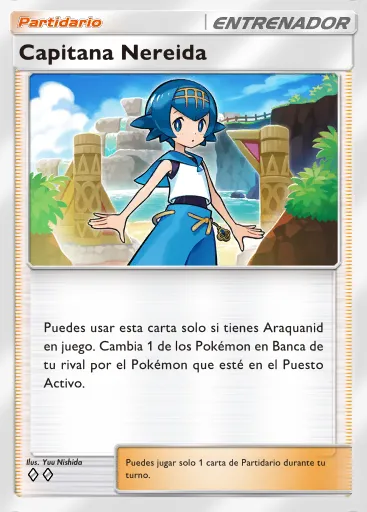 Partidario
ENTRENADOR
Capitana Nereida
Puedes usar esta carta solo si tienes Araquanid
en juego. Cambia 1 de los Pokémon en Banca de
tu rival por el Pokémon que esté en el Puesto
Activo.
Ilus. Yuu Nishida
Puedes jugar solo 1 carta de Partidario durante tu
turno.